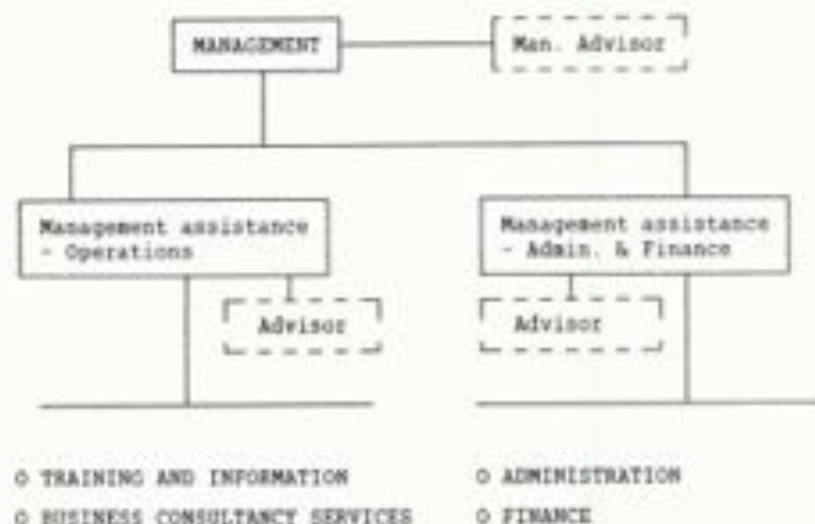 MANAGEMENT
Man. Advisor
Management assistance
- Operations
Management assistance
- Admin. & Finance
Advisor
Advisor
O TRAINING AND INFORMATION
O BUSINESS CONSULTANCY SERVICES
O ADMINISTRATION
O FINANCE